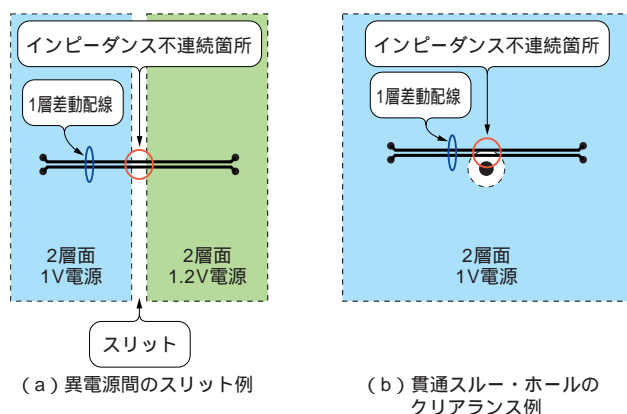 インピーダンス不連続箇所
1層差動配線
2層面
1V電源
2層面
1.2V電源
スリット
(a)異電源間のスリット例
インピーダンス不連続箇所
1層差動配線
2層面
1V電源
(b)貫通スルー・ホールの
クリアランス例